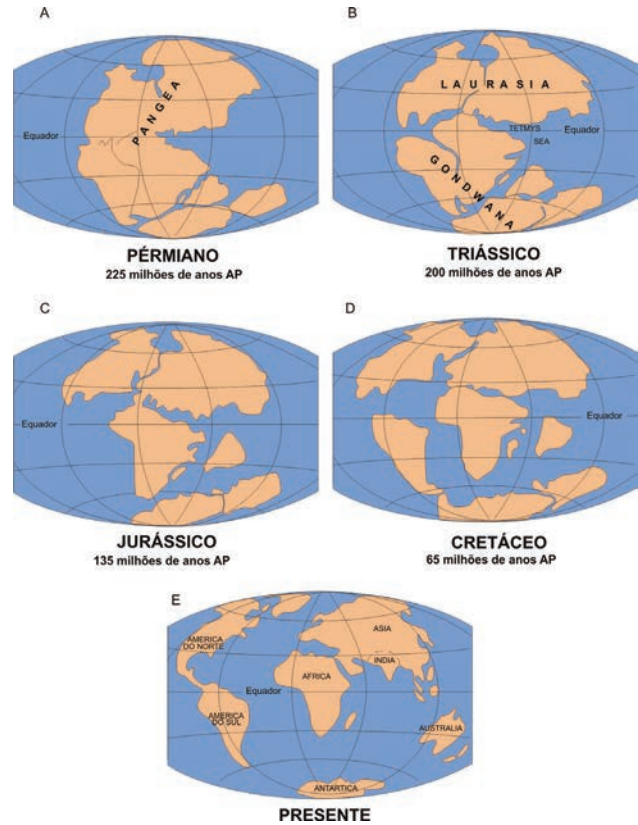 A
PANGEA
Equador
PÉRMIANO
225 milhões de anos AP
B
LAURASIA
TETMYS
SEA
Equador
GONDWANA
TRIÁSSICO
200 milhões de anos AP
C
Equador
JURÁSSICO
135 milhões de anos AP
D
Equador
CRETÁCEO
65 milhões de anos AP
E
AMERICA
DO NORTE
ASIA
INDIA
AFRICA
Equador
AMERICA
DO SUL
AUSTRALIA
ANTARTICA
PRESENTE